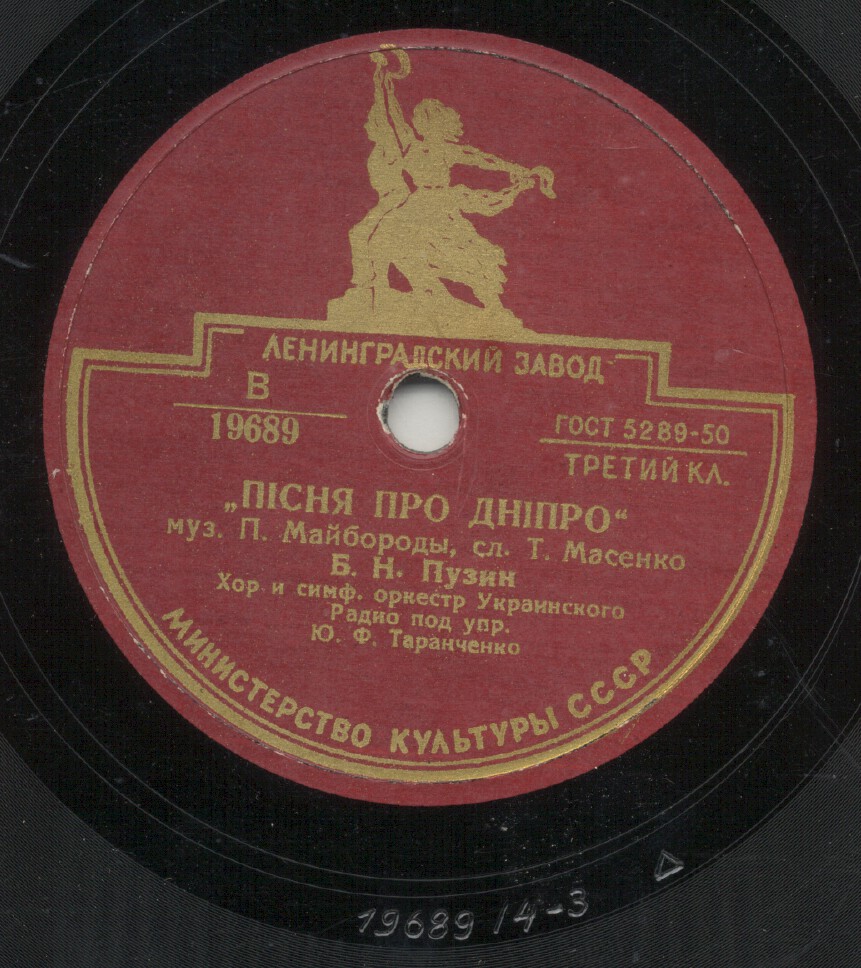 ЛЕНИНГРАДСКИЙ ЗАВОД
В
19689
ГОСТ 5289-50
ТРЕТИЙ КЛ.
„ПІСНЯ ПРО ДНІПРО“
муз. П. Майбороды, сл. Т. Масенко
Б. Н. Пузин
Хор и симф. оркестр Украинского
Радио под упр.
Ю. Ф. Таранченко
МИНИСТЕРСТВО КУЛЬТУРЫ СССР
19689 /4-3